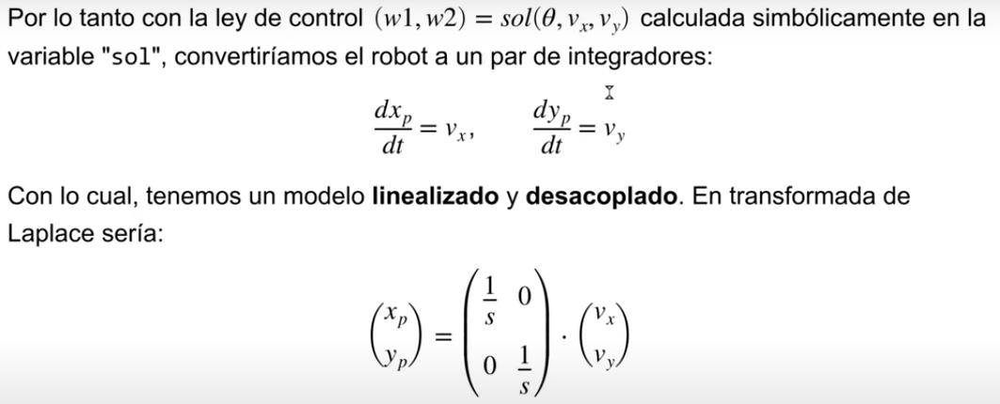 Por lo tanto con la ley de control (w1, w2) = sol(θ, v_x, v_y) calculada simbólicamente en la
variable "sol", convertiríamos el robot a un par de integradores:
\frac{dx_p}{dt} = v_x, \frac{dy_p}{dt} = v_y
Con lo cual, tenemos un modelo linealizado y desacoplado. En transformada de
Laplace sería:
\begin{pmatrix} x_p \\ y_p \end{pmatrix} = \begin{pmatrix} \frac{1}{s} & 0 \\ 0 & \frac{1}{s} \end{pmatrix} \cdot \begin{pmatrix} v_x \\ v_y \end{pmatrix}